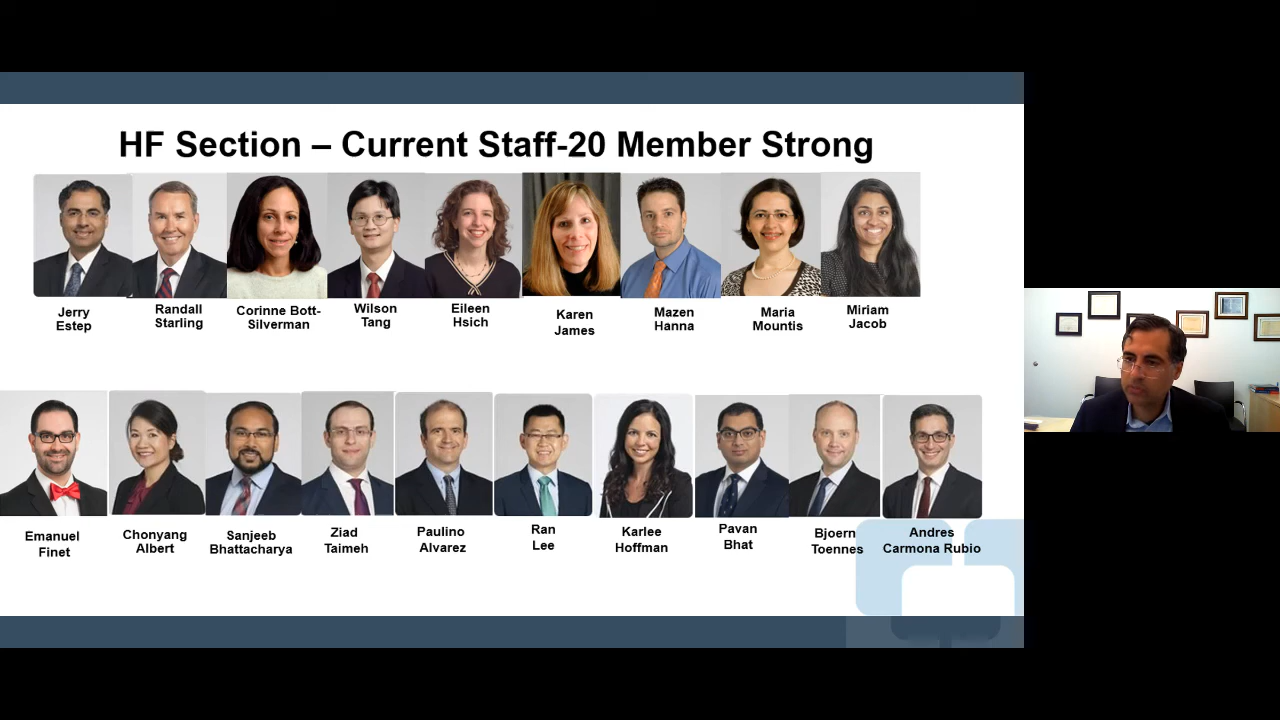 HF Section – Current Staff-20 Member Strong
Jerry
Estep
Randall
Starling
Corinne Bott-
Silverman
Wilson
Tang
Eileen
Hsich
Karen
James
Mazen
Hanna
Maria
Mountis
Miriam
Jacob
Emanuel
Finet
Chonyang
Albert
Sanjeeb
Bhattacharya
Ziad
Taimeh
Paulino
Alvarez
Ran
Lee
Karlee
Hoffman
Pavan
Bhat
Bjoern
Toennes
Andres
Carmona Rubio